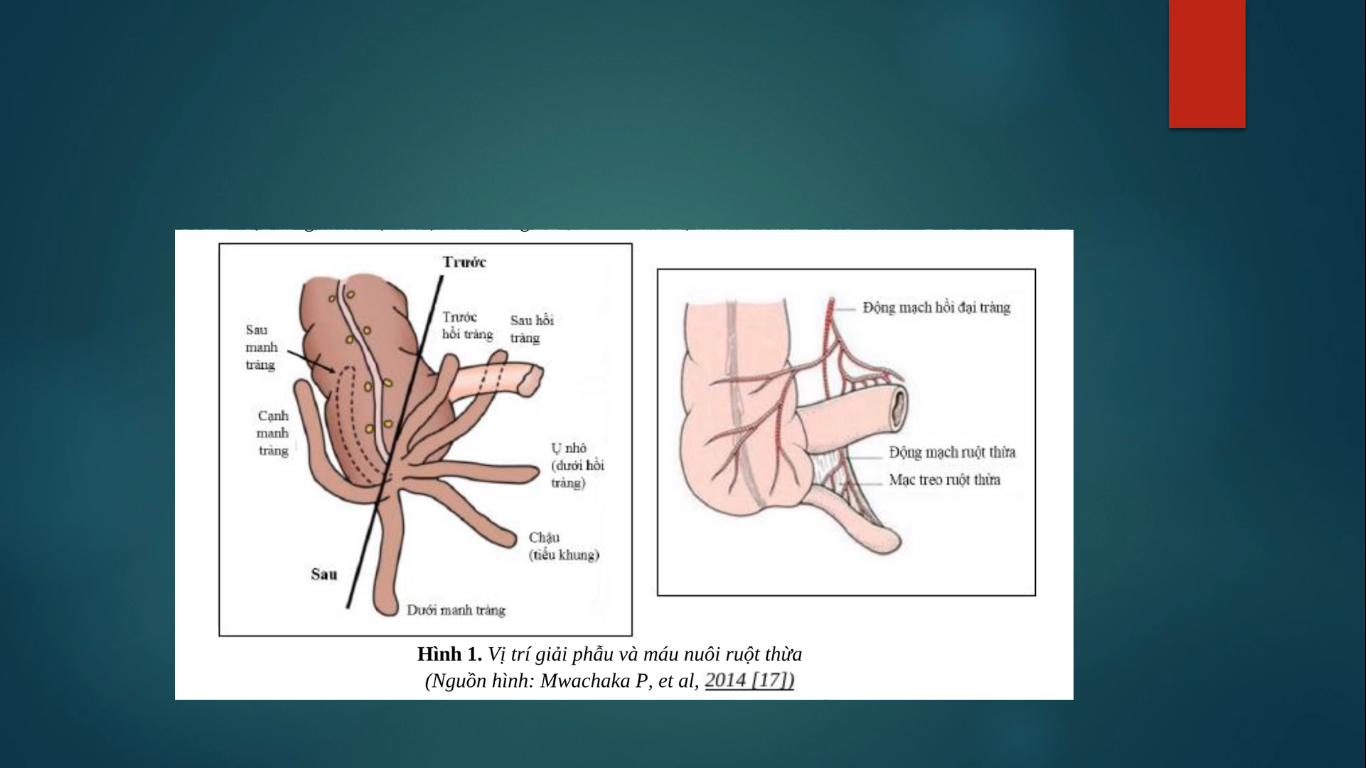 Trước
Trước
hồi tràng
Sau hồi
tràng
Sau
manh
tràng
Cạnh
manh
tràng
Ụ nhô
(dưới hồi
tràng)
Chậu
(tiểu khung)
Sau
Dưới manh tràng
Động mạch hồi đại tràng
Động mạch ruột thừa
Mạc treo ruột thừa
Hình 1. Vị trí giải phẫu và máu nuôi ruột thừa
(Nguồn hình: Mwachaka P, et al, 2014 [17])